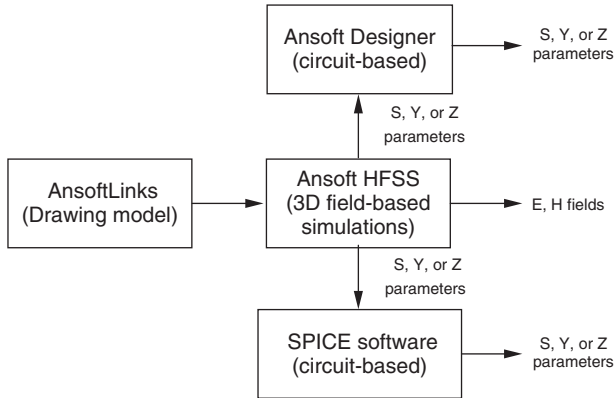 Ansoft Designer
(circuit-based)
S, Y, or Z
parameters
S, Y, or Z
parameters
AnsoftLinks
(Drawing model)
Ansoft HFSS
(3D field-based
simulations)
E, H fields
S, Y, or Z
parameters
SPICE software
(circuit-based)
S, Y, or Z
parameters